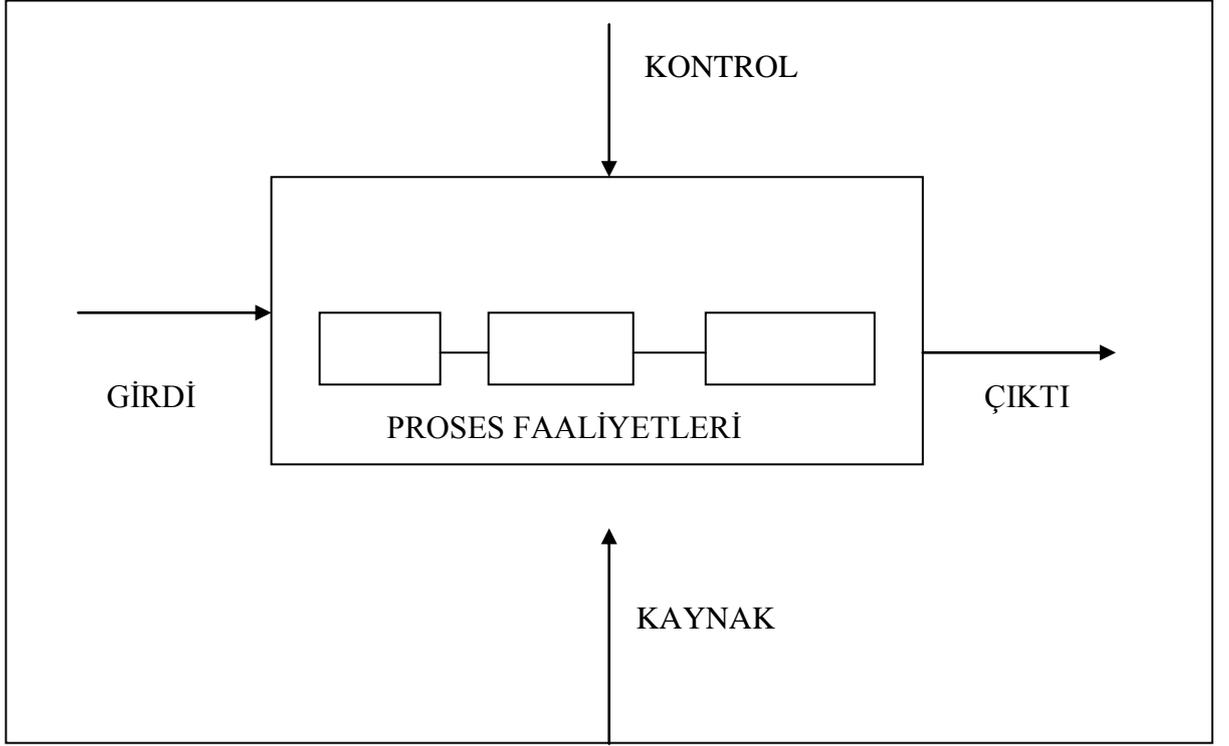 KONTROL
GİRDİ
ÇIKTI
PROSES FAALİYETLERİ
KAYNAK